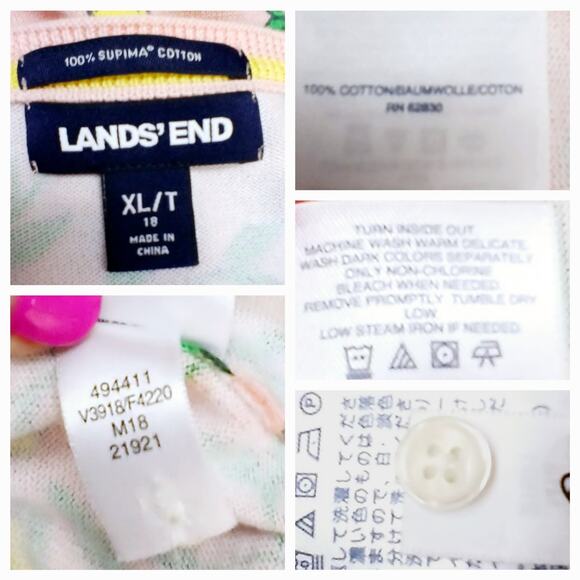 100% SUPIMA® COTTON
LANDS' END
XL/T
18
MADE IN
CHINA
100% COTTON/BAUMWOLLE/COTON
RN 62830
TURN INSIDE OUT
MACHINE WASH WARM DELICATE.
WASH DARK COLORS SEPARATELY
ONLY NON-CHLORINE
BLEACH WHEN NEEDED.
REMOVE PROMPTLY. TUMBLE DRY
LOW
LOW STEAM IRON IF NEEDED.
494411
V3918/F4220
M18
21921